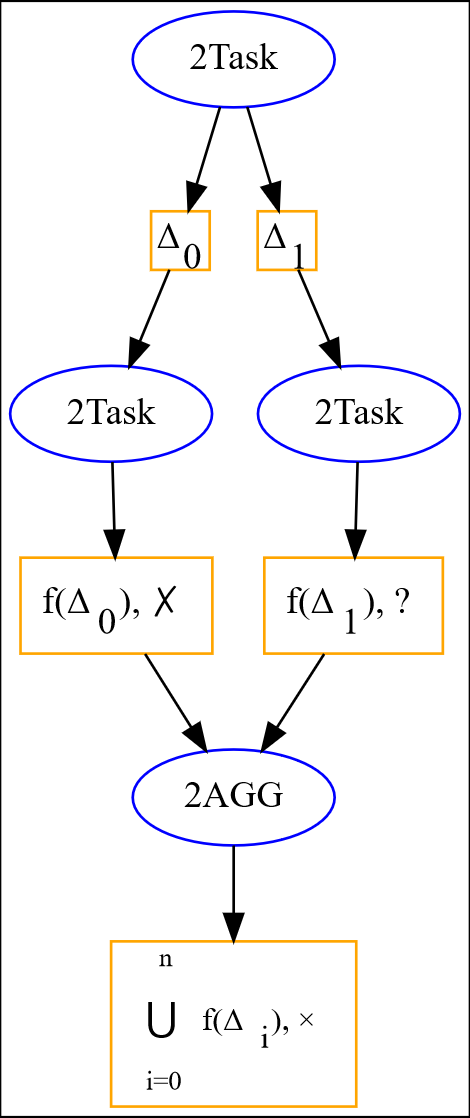 2Task
Δ0 Δ1
2Task 2Task
f(Δ0), ✗ f(Δ1), ?
2AGG
n
⋃ f(Δi), ×
i=0